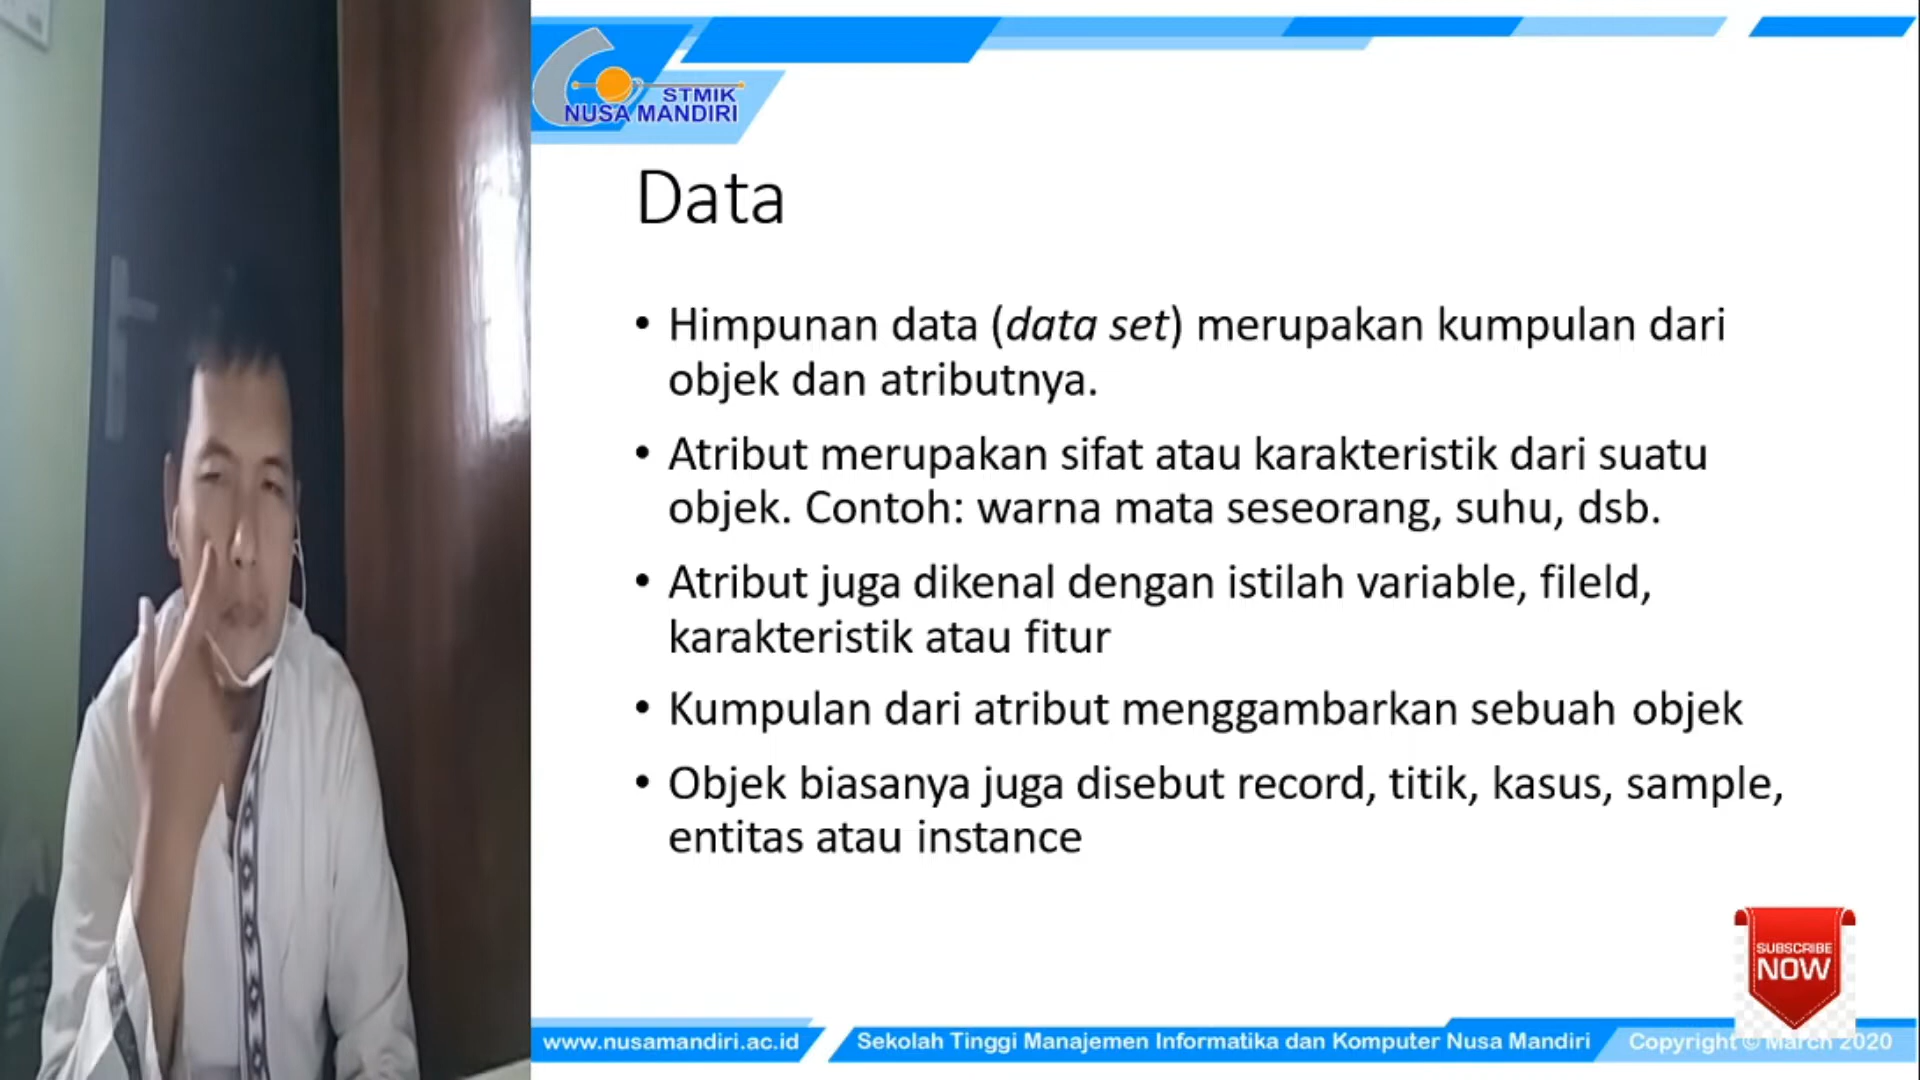 STMIK
NUSA MANDIRI
Data
• Himpunan data (data set) merupakan kumpulan dari
objek dan atributnya.
• Atribut merupakan sifat atau karakteristik dari suatu
objek. Contoh: warna mata seseorang, suhu, dsb.
• Atribut juga dikenal dengan istilah variable, fileld,
karakteristik atau fitur
• Kumpulan dari atribut menggambarkan sebuah objek
• Objek biasanya juga disebut record, titik, kasus, sample,
entitas atau instance
SUBSCRIBE
NOW
www.nusamandiri.ac.id
Sekolah Tinggi Manajemen Informatika dan Komputer Nusa Mandiri
Copyright © March 2020